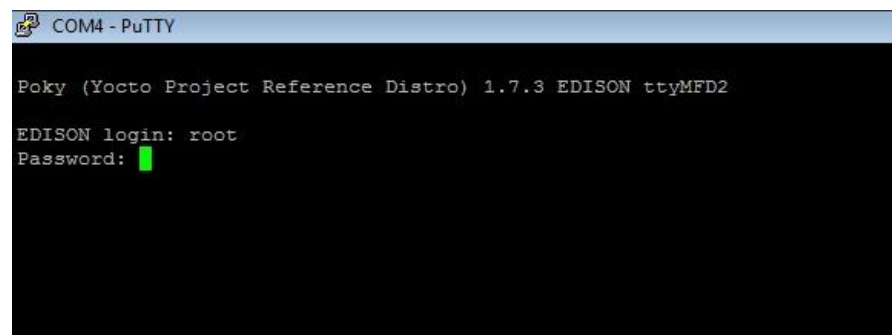 COM4 - PuTTY
Poky (Yocto Project Reference Distro) 1.7.3 EDISON ttyMFD2
EDISON login: root
Password: